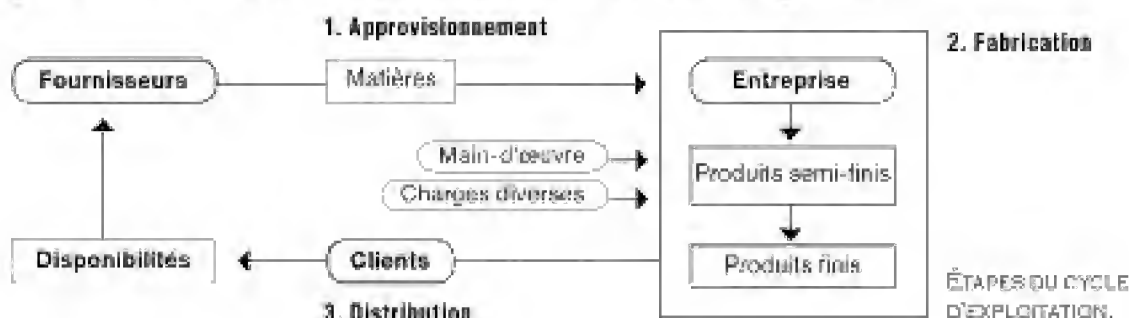 1. Approvisionnement
2. Fabrication
Fournisseurs
Matières
Entreprise
Main-d'œuvre
Produits semi-finis
Charges diverses
Disponibilités
Clients
Produits finis
3. Distribution
ÉTAPES DU CYCLE
D'EXPLOITATION.